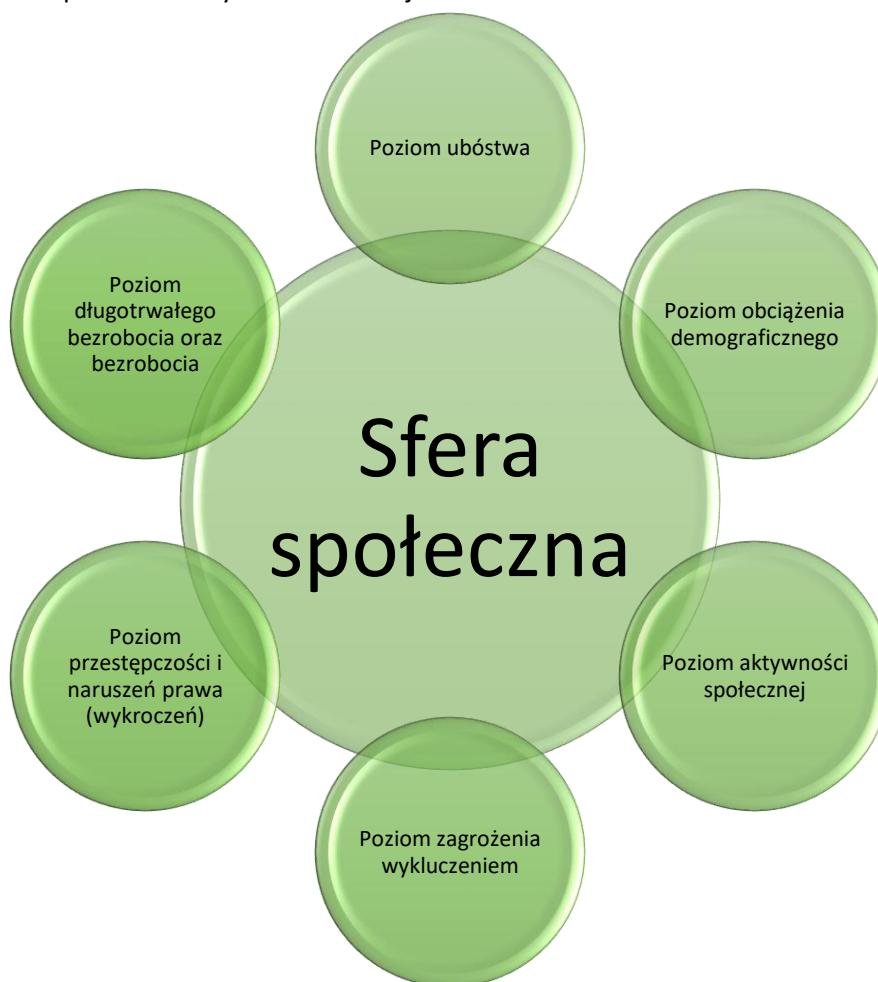 Poziom ubóstwa
Poziom obciążenia
demograficznego
Poziom aktywności
społecznej
Poziom zagrożenia
wykluczeniem
Poziom
przestępczości i
naruszeń prawa
(wykroczeń)
Poziom
długotrwałego
bezrobocia oraz
bezrobocia
Sfera
społeczna